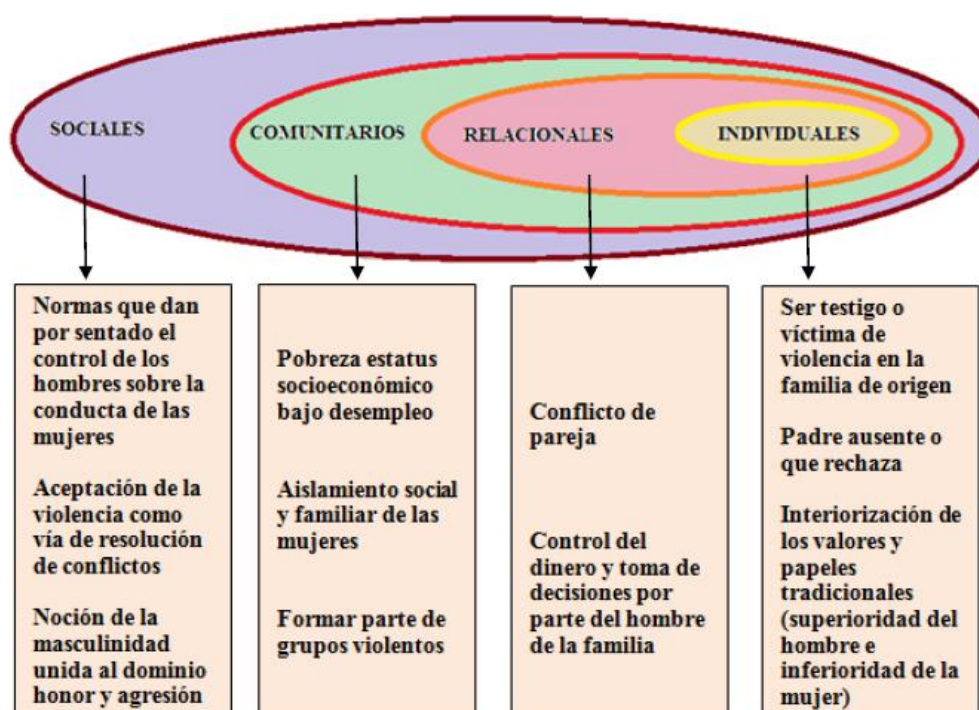 SOCIALES
COMUNITARIOS
RELACIONALES
INDIVIDUALES
Normas que dan
por sentado el
control de los
hombres sobre la
conducta de las
mujeres
Aceptación de la
violencia como
vía de resolución
de conflictos
Noción de la
masculinidad
unida al dominio
honor y agresión
Pobreza estatus
socioeconómico
bajo desempleo
Aislamiento social
y familiar de las
mujeres
Formar parte de
grupos violentos
Conflicto de
pareja
Control del
dinero y toma de
decisiones por
parte del hombre
de la familia
Ser testigo o
víctima de
violencia en la
familia de origen
Padre ausente o
que rechaza
Interiorización de
los valores y
papeles
tradicionales
(superioridad del
hombre e
inferioridad de la
mujer)